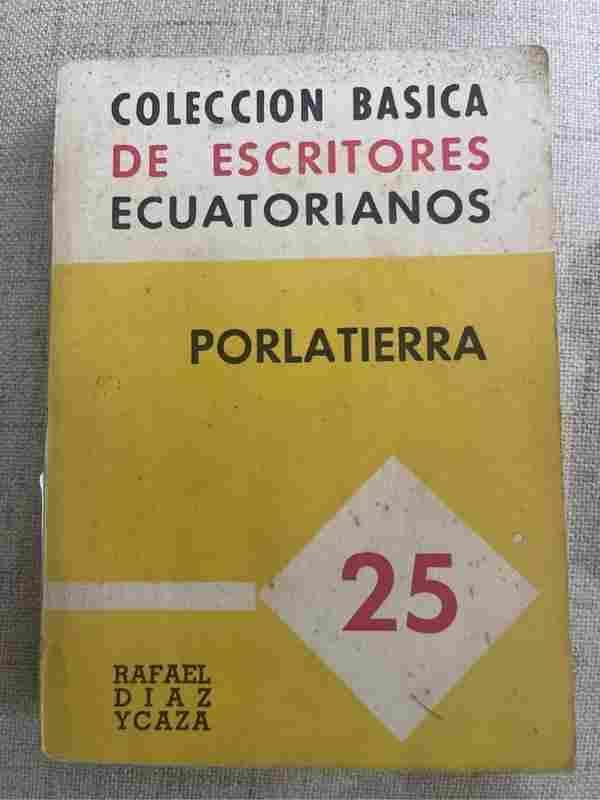 COLECCION BASICA
DE ESCRITORES
ECUATORIANOS
PORLATIERRA
25
RAFAEL
DIAZ
YCAZA